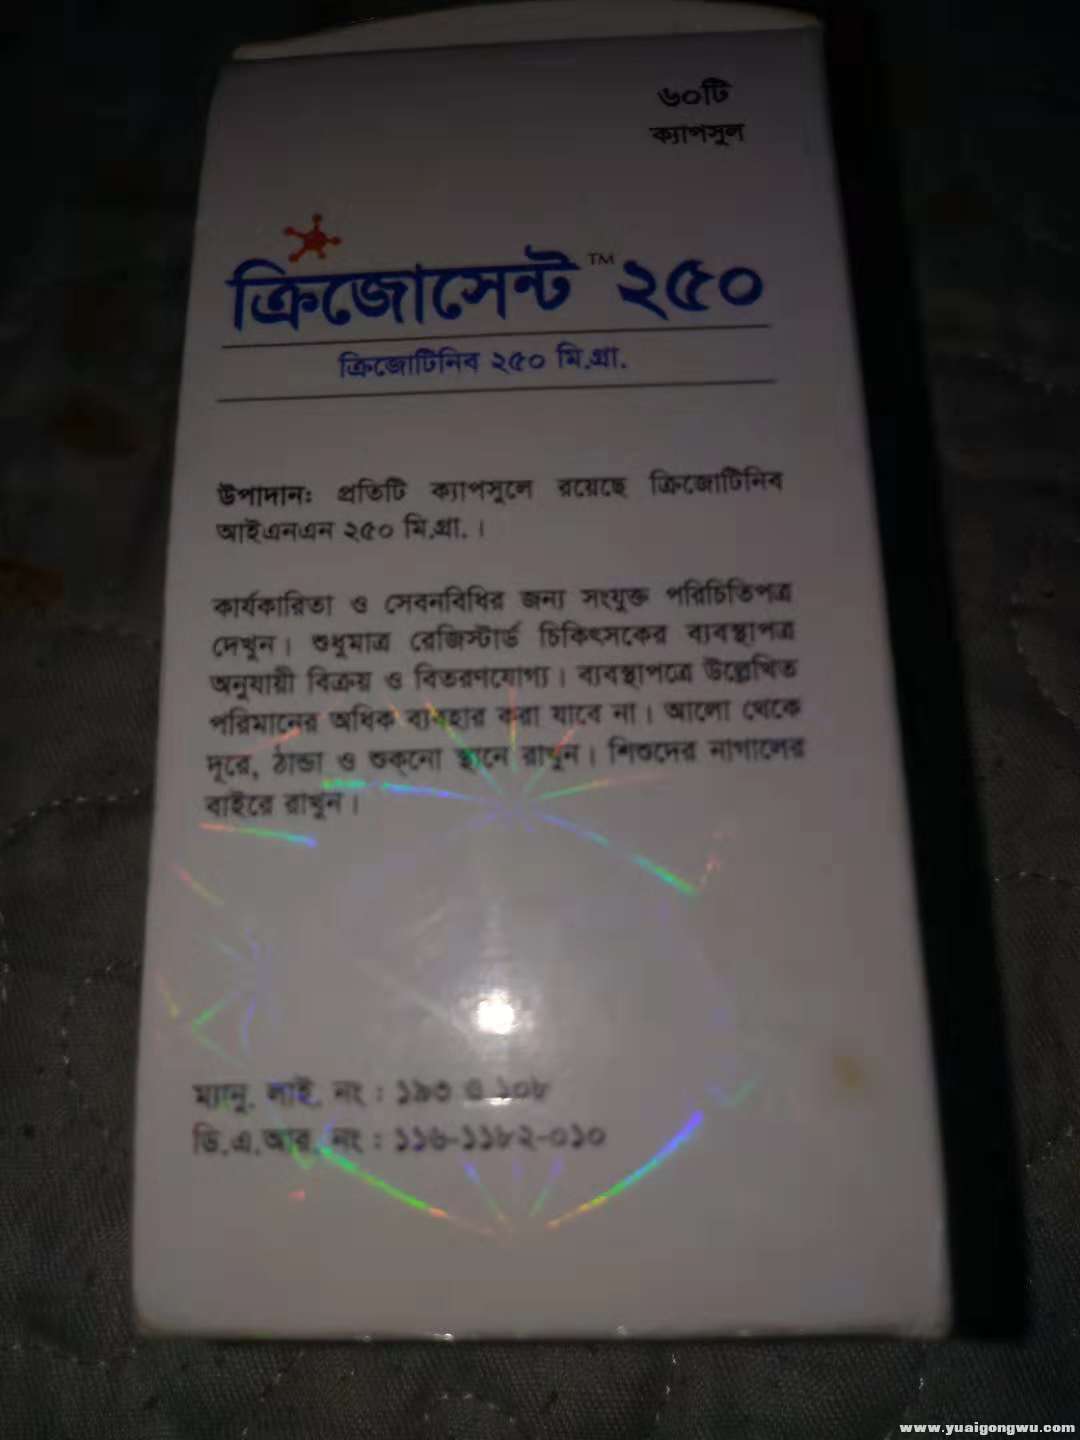 ৬০টি
ক্যাপসুল
ক্রিজোসেন্ট™ ২৫০
ক্রিজোটিনিব ২৫০ মি.গ্রা.
উপাদান: প্রতিটি ক্যাপসুলে রয়েছে ক্রিজোটিনিব
আইএনএন ২৫০ মি.গ্রা. ।
কার্যকারিতা ও সেবনবিধির জন্য সংযুক্ত পরিচিতিপত্র
দেখুন। শুধুমাত্র রেজিস্টার্ড চিকিৎসকের ব্যবস্থাপত্র
অনুযায়ী বিক্রয় ও বিতরণযোগ্য। ব্যবস্থাপত্রে উল্লেখিত
পরিমানের অধিক ব্যবহার করা যাবে না। আলো থেকে
দূরে, ঠান্ডা ও শুক্‌নো স্থানে রাখুন। শিশুদের নাগালের
বাইরে রাখুন।
ম্যানু. লাই. নং : ১৯৩ ও ১০৮
ডি.এ.আর. নং : ১১৬-১১৮২-০১০
www.yuaigongwu.com